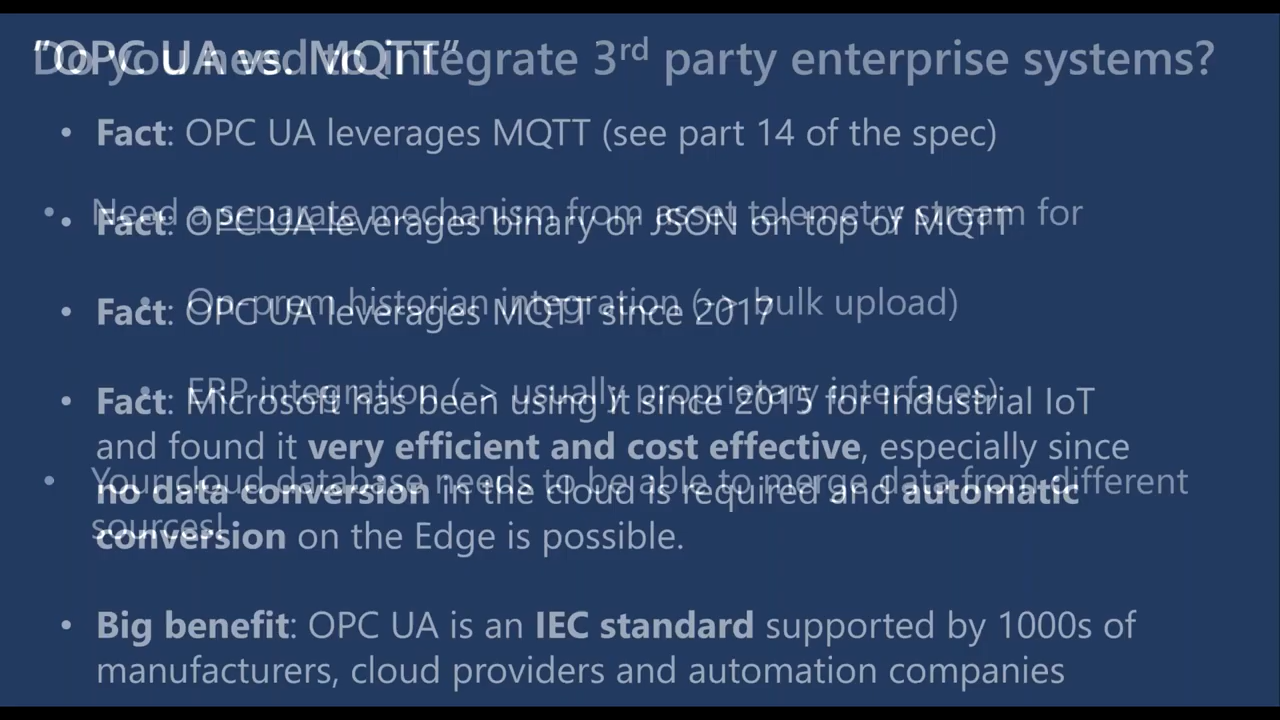 "OPC UA vs. MQTT"
Do you need to integrate 3rd party enterprise systems?
• Fact: OPC UA leverages MQTT (see part 14 of the spec)
• Need a separate mechanism from asset telemetry stream for
• Fact: OPC UA leverages binary or JSON on top of MQTT
• On-prem historian integration (-> bulk upload)
• Fact: OPC UA leverages MQTT since 2017
• ERP integration (-> usually proprietary interfaces)
• Fact: Microsoft has been using it since 2015 for Industrial IoT
and found it very efficient and cost effective, especially since
• Your cloud database needs to be able to merge data from different
no data conversion in the cloud is required and automatic
sources!
conversion on the Edge is possible.
• Big benefit: OPC UA is an IEC standard supported by 1000s of
manufacturers, cloud providers and automation companies